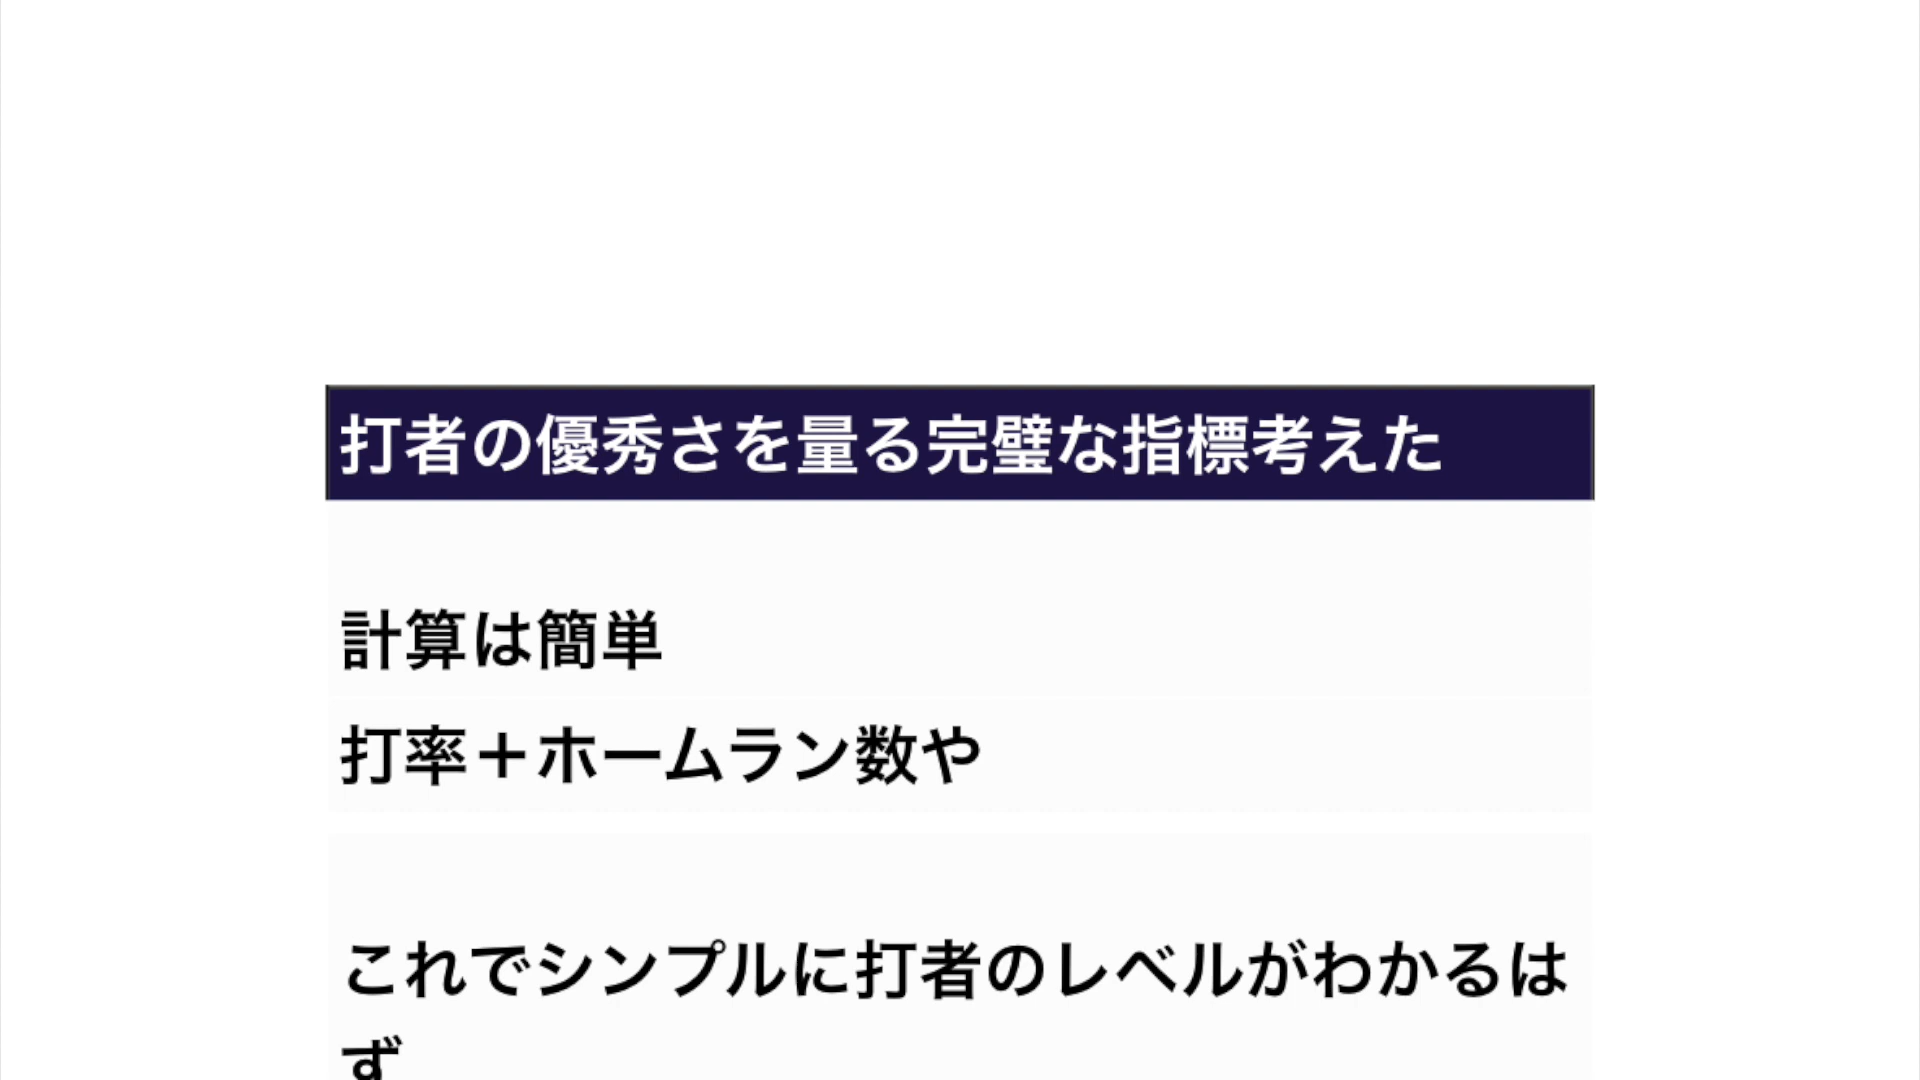 打者の優秀さを量る完璧な指標考えた
計算は簡単
打率＋ホームラン数や
これでシンプルに打者のレベルがわかるは
ず